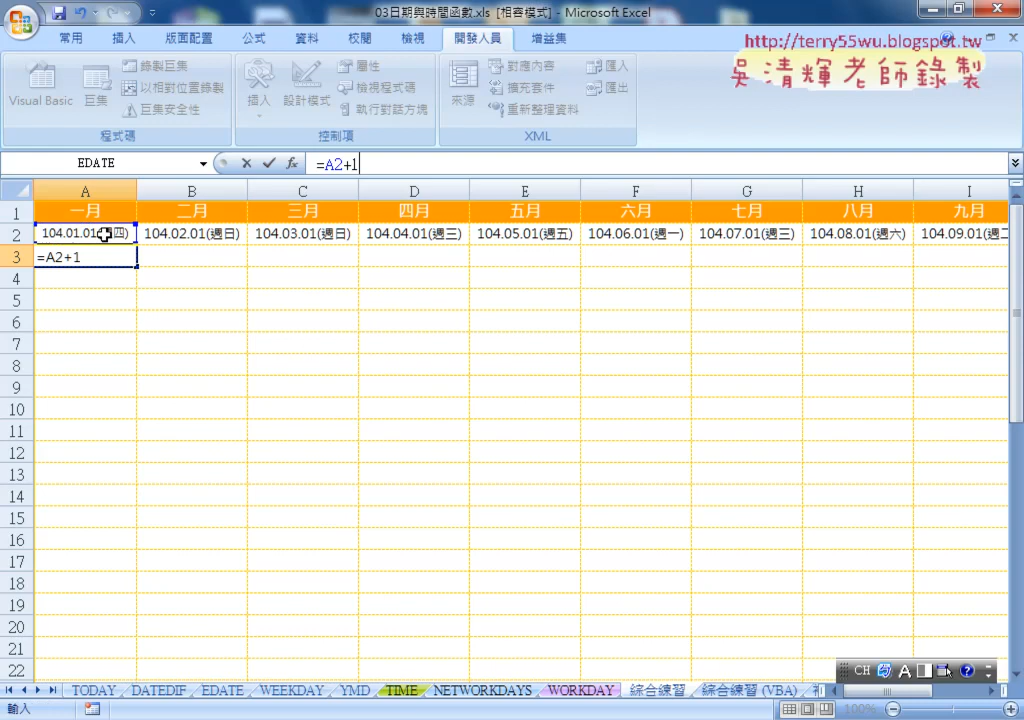 03日期與時間函數.xls [相容模式] - Microsoft Excel
常用 插入 版面配置 公式 資料 校閱 檢視 開發人員 增益集
http://terry55wu.blogspot.tw
吳清輝老師錄製
Visual Basic 巨集 錄製巨集 以相對位置錄製 巨集安全性
插入 設計模式 屬性 檢視程式碼 執行對話方塊
來源 對應內容 擴充套件 重新整理資料 匯入 匯出
程式碼 控制項 XML
EDATE =A2+1
A B C D E F G H I
1 一月 二月 三月 四月 五月 六月 七月 八月 九月
2 104.01.01 四) 104.02.01(週日) 104.03.01(週日) 104.04.01(週三) 104.05.01(週五) 104.06.01(週一) 104.07.01(週三) 104.08.01(週六) 104.09.01(週二
3 =A2+1
4
5
6
7
8
9
10
11
12
13
14
15
16
17
18
19
20
21
22
CH A
TODAY DATEDIF EDATE WEEKDAY YMD TIME NETWORKDAYS WORKDAY 綜合練習 綜合練習 (VBA)
輸入 100%